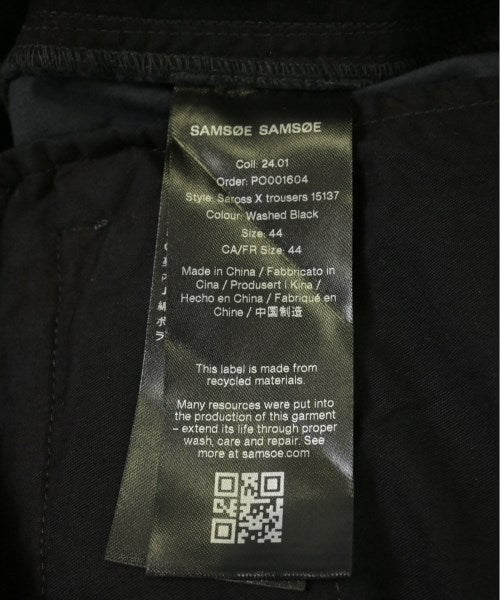 SAMSØE SAMSØE
Coll: 24.01
Order: PO001604
Style: Saross X trousers 15137
Colour: Washed Black
Size: 44
CA/FR Size: 44
Made in China / Fabbricato in
Cina / Produsert i Kina /
Hecho en China / Fabriqué en
Chine / 中国制造
This label is made from
recycled materials.
Many resources were put into
the production of this garment
– extend its life through proper
wash, care and repair. See
more at samsoe.com